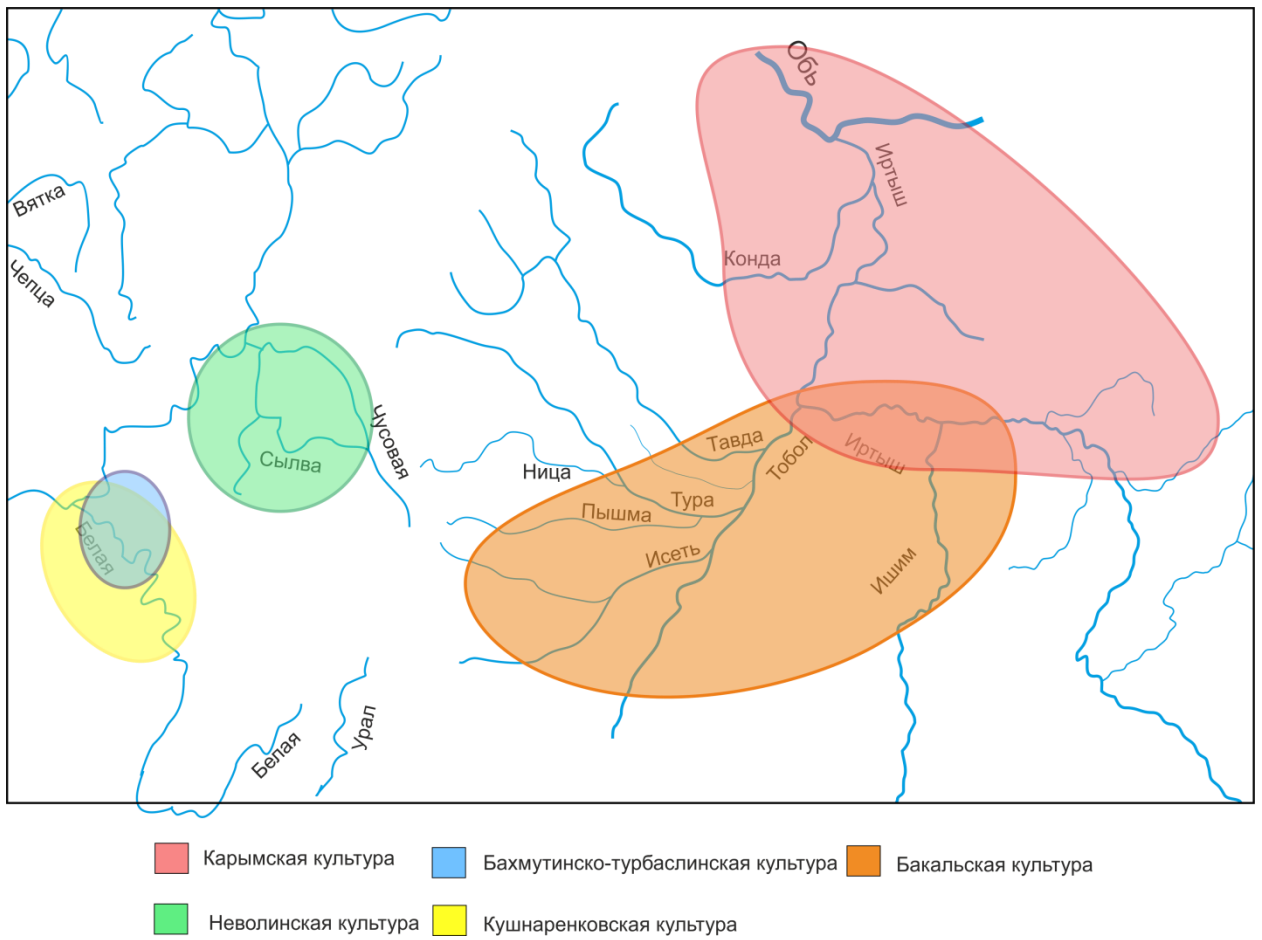 Обь
Иртыш
Вятка
Чепца
Конда
Чусовая
Сылва
Тавда
Тобол
Иртыш
Ница
Тура
Пышма
Исеть
Ишим
Белая
Урал
Белая
Карымская культура
Бахмутинско-турбаслинская культура
Бакальская культура
Неволинская культура
Кушнаренковская культура